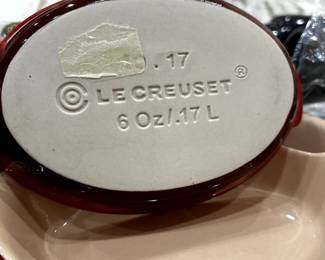 . 17
LE CREUSET®
6 Oz/.17 L